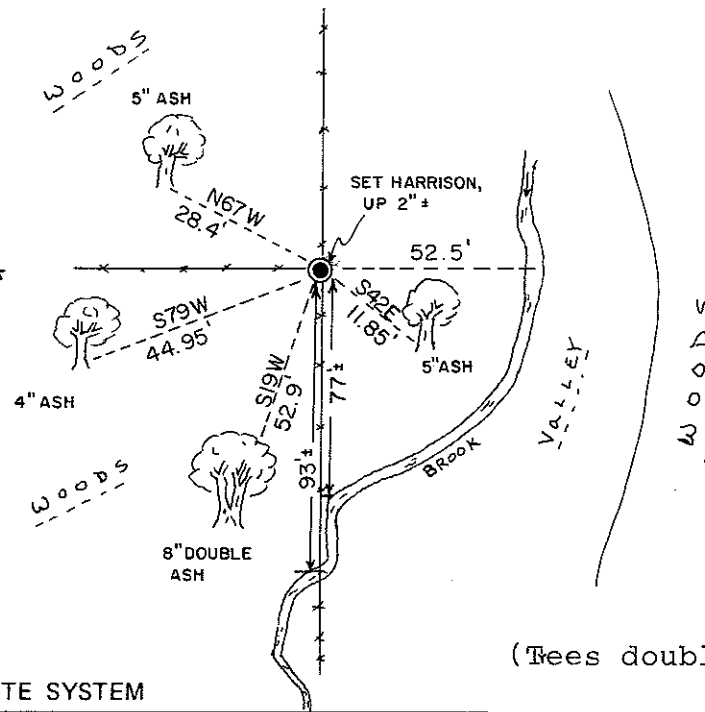 WOODS
5" ASH
N67W
28.4'
SET HARRISON,
UP 2" ±
52.5'
S79W
44.95'
S42E
11.85'
5" ASH
4" ASH
S19W
52.9'
77'±
93'±
WOODS
VALLEY
BROOK
WOODS
8" DOUBLE
ASH
(Trees doubl
TE SYSTEM